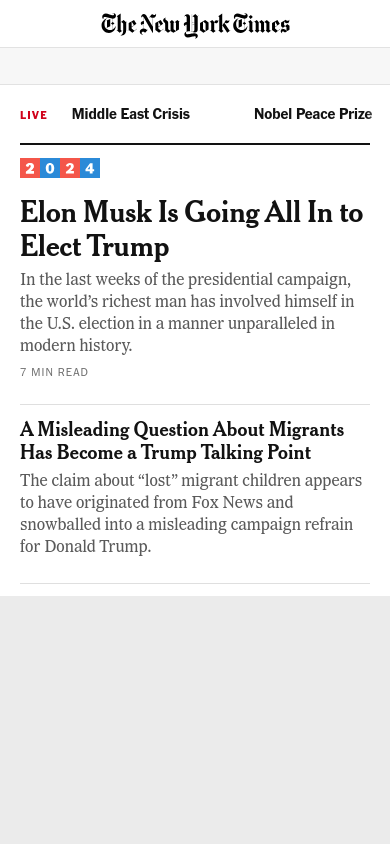 The New York Times
LIVE Middle East Crisis Nobel Peace Prize
2024
Elon Musk Is Going All In to
Elect Trump
In the last weeks of the presidential campaign,
the world’s richest man has involved himself in
the U.S. election in a manner unparalleled in
modern history.
7 MIN READ
A Misleading Question About Migrants
Has Become a Trump Talking Point
The claim about “lost” migrant children appears
to have originated from Fox News and
snowballed into a misleading campaign refrain
for Donald Trump.